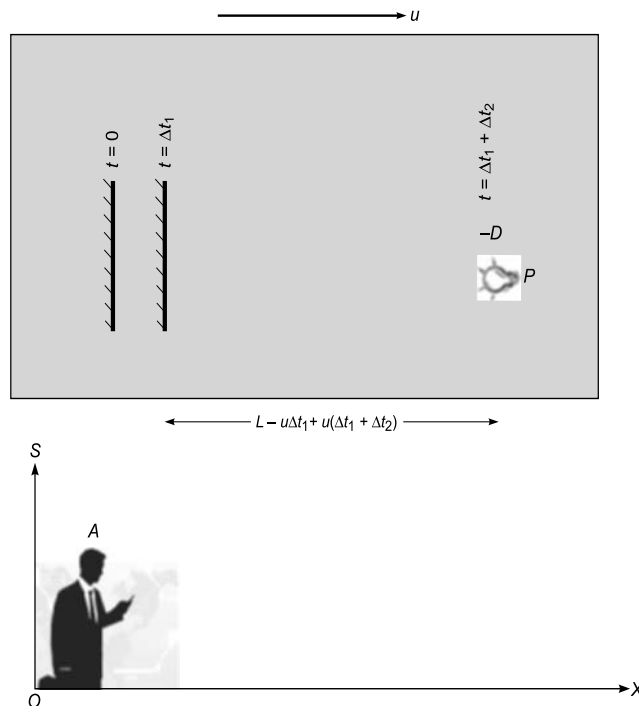 u
t = 0
t = Δt₁
t = Δt₁ + Δt₂
–D
P
L – uΔt₁ + u(Δt₁ + Δt₂)
S
A
O
X